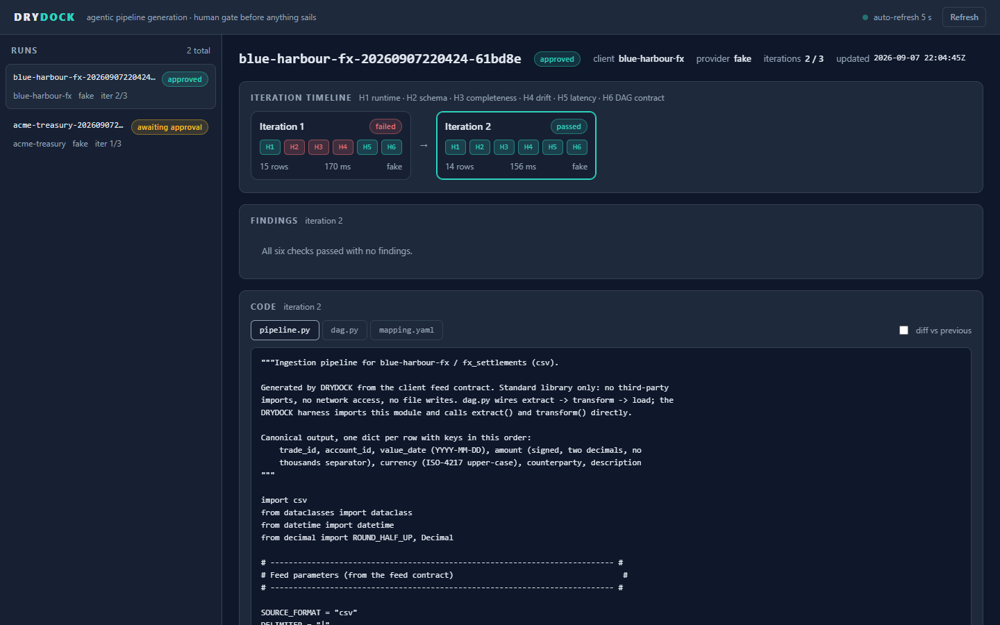 DRYDOCK agentic pipeline generation · human gate before anything sails auto-refresh 5 s Refresh
RUNS 2 total
blue-harbour-fx-20260907220424… approved
blue-harbour-fx fake iter 2/3
acme-treasury-202609072… awaiting approval
acme-treasury fake iter 1/3
blue-harbour-fx-20260907220424-61bd8e approved client blue-harbour-fx provider fake iterations 2 / 3 updated 2026-09-07 22:04:45Z
ITERATION TIMELINE H1 runtime · H2 schema · H3 completeness · H4 drift · H5 latency · H6 DAG contract
Iteration 1 failed
H1 H2 H3 H4 H5 H6
15 rows 170 ms fake
→
Iteration 2 passed
H1 H2 H3 H4 H5 H6
14 rows 156 ms fake
FINDINGS iteration 2
All six checks passed with no findings.
CODE iteration 2
pipeline.py dag.py mapping.yaml diff vs previous
"""Ingestion pipeline for blue-harbour-fx / fx_settlements (csv).
Generated by DRYDOCK from the client feed contract. Standard library only: no third-party
imports, no network access, no file writes. dag.py wires extract -> transform -> load; the
DRYDOCK harness imports this module and calls extract() and transform() directly.
Canonical output, one dict per row with keys in this order:
trade_id, account_id, value_date (YYYY-MM-DD), amount (signed, two decimals, no
thousands separator), currency (ISO-4217 upper-case), counterparty, description
"""
import csv
from dataclasses import dataclass
from datetime import datetime
from decimal import ROUND_HALF_UP, Decimal
# --------------------------------------------------------------------------- #
# Feed parameters (from the feed contract) #
# --------------------------------------------------------------------------- #
SOURCE_FORMAT = "csv"
DELIMITER = "|"